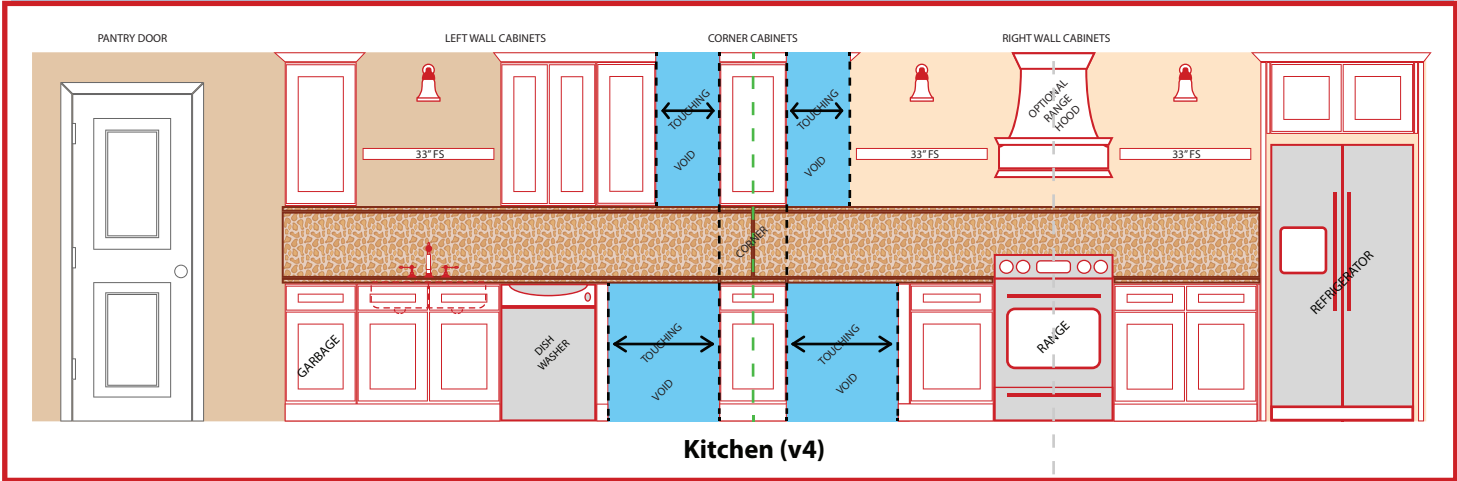 PANTRY DOOR
LEFT WALL CABINETS
CORNER CABINETS
RIGHT WALL CABINETS
TOUCHING
VOID
TOUCHING
VOID
OPTIONAL
RANGE
HOOD
33" FS
33" FS
33" FS
CORNER
GARBAGE
DISH
WASHER
TOUCHING
VOID
TOUCHING
VOID
RANGE
REFRIGERATOR
Kitchen (v4)